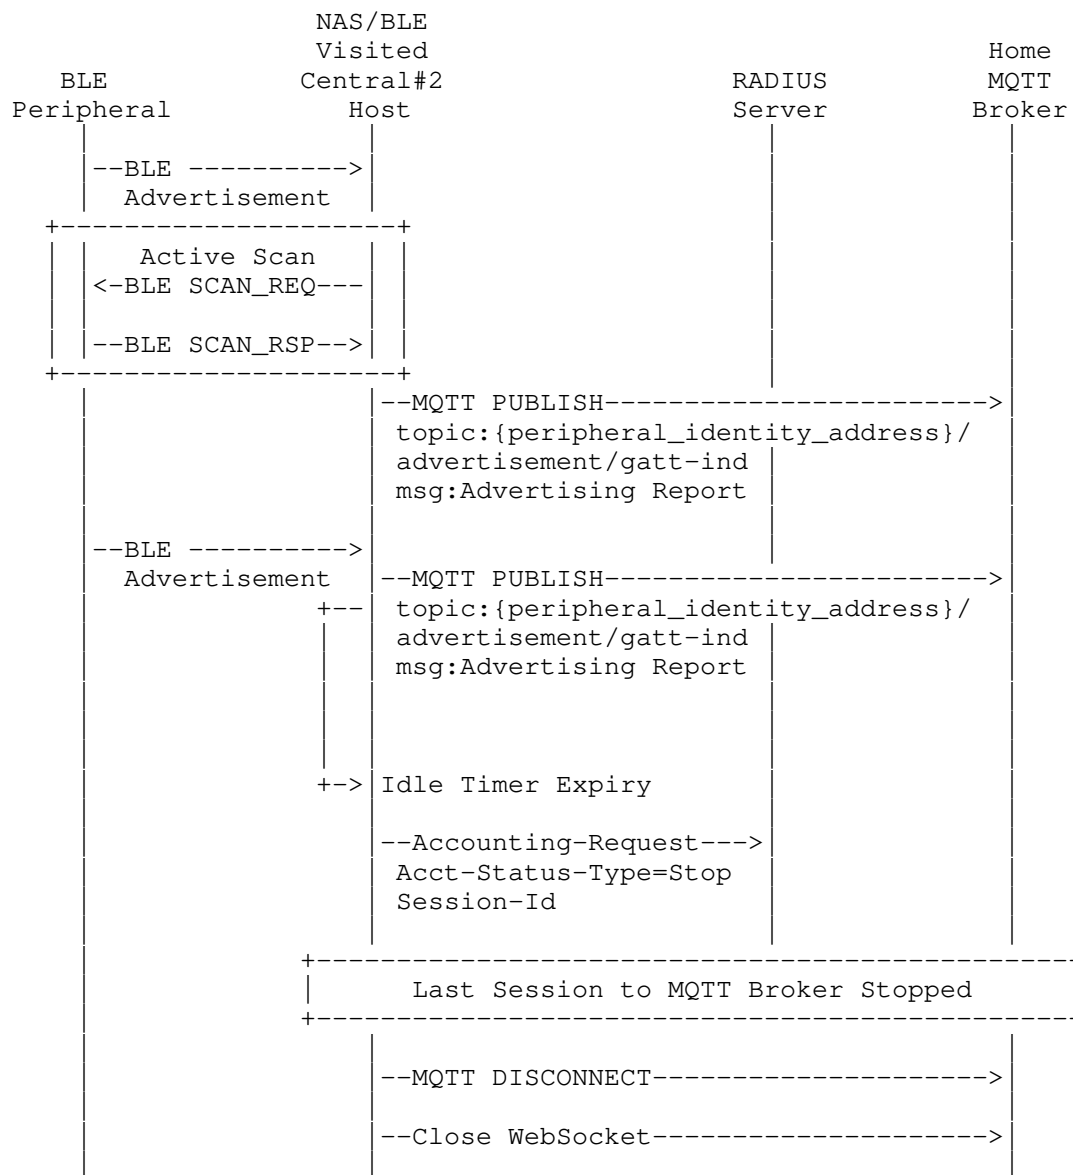 NAS/BLE
Visited Home
BLE Central#2 RADIUS MQTT
Peripheral Host Server Broker
--BLE ---------->
Advertisement
Active Scan
<-BLE SCAN_REQ---
--BLE SCAN_RSP-->
--MQTT PUBLISH------------------------>
topic:{peripheral_identity_address}/
advertisement/gatt-ind
msg:Advertising Report
--BLE ---------->
Advertisement --MQTT PUBLISH------------------------>
topic:{peripheral_identity_address}/
advertisement/gatt-ind
msg:Advertising Report
Idle Timer Expiry
--Accounting-Request--->
Acct-Status-Type=Stop
Session-Id
Last Session to MQTT Broker Stopped
--MQTT DISCONNECT--------------------->
--Close WebSocket--------------------->